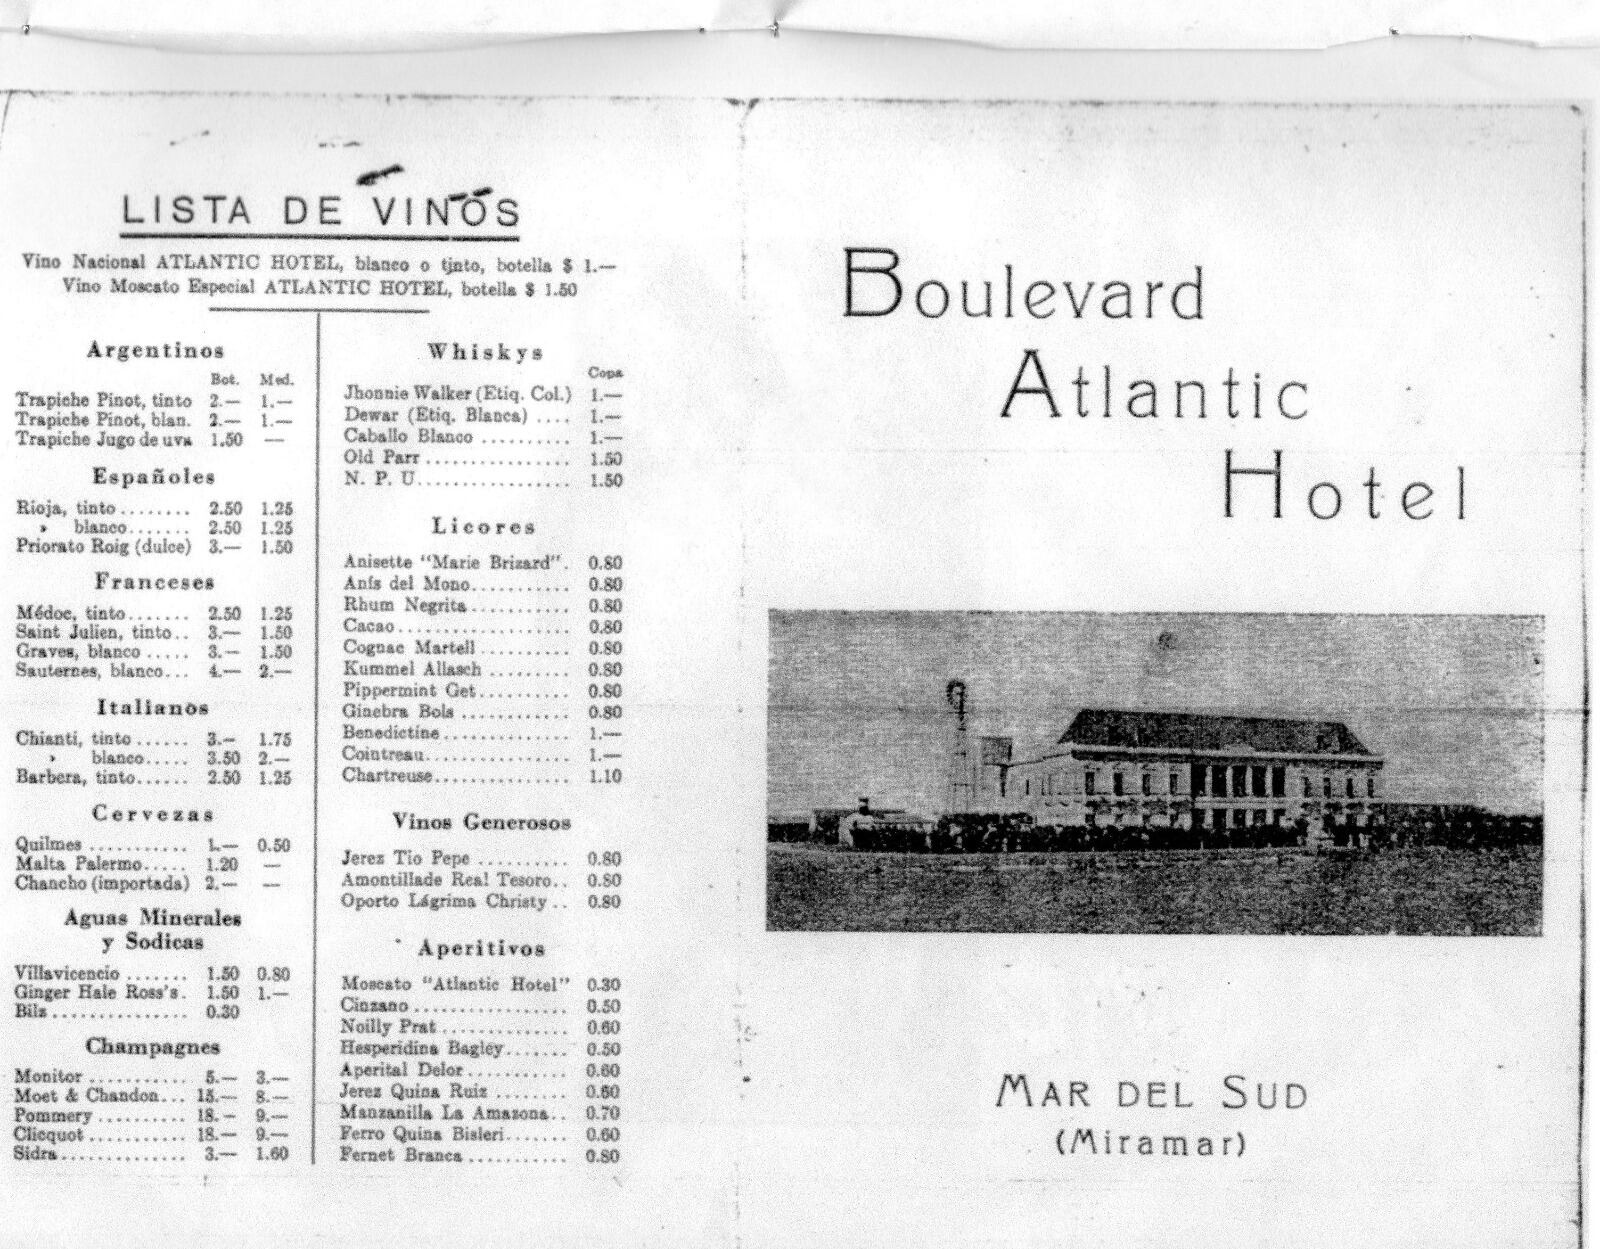 LISTA DE VINOS
Vino Nacional ATLANTIC HOTEL, blanco o tinto, botella $ 1.—
Vino Moscato Especial ATLANTIC HOTEL, botella $ 1.50
Argentinos
Bot. Med.
Trapiche Pinot, tinto 2.— 1.—
Trapiche Pinot, blan. 2.— 1.—
Trapiche Jugo de uva 1.50 —
Españoles
Rioja, tinto ........ 2.50 1.25
» blanco....... 2.50 1.25
Priorato Roig (dulce) 3.— 1.50
Franceses
Médoc, tinto....... 2.50 1.25
Saint Julien, tinto.. 3.— 1.50
Graves, blanco ..... 3.— 1.50
Sauternes, blanco... 4.— 2.—
Italianos
Chianti, tinto ...... 3.— 1.75
» blanco..... 3.50 2.—
Barbera, tinto...... 2.50 1.25
Cervezas
Quilmes ........... 1.— 0.50
Malta Palermo..... 1.20 —
Chancho (importada) 2.— —
Aguas Minerales
y Sodicas
Villavicencio ....... 1.50 0.80
Ginger Hale Ross's. 1.50 1.—
Bilz .............. 0.30
Champagnes
Monitor ........... 5.— 3.—
Moet & Chandon... 15.— 8.—
Pommery .......... 18.— 9.—
Clicquot ........... 18.— 9.—
Sidra.............. 3.— 1.60
Whiskys
Copa
Jhonnie Walker (Etiq. Col.) 1.—
Dewar (Etiq. Blanca) .... 1.—
Caballo Blanco .......... 1.—
Old Parr ................ 1.50
N. P. U................. 1.50
Licores
Anisette "Marie Brizard". 0.80
Anís del Mono........... 0.80
Rhum Negrita ........... 0.80
Cacao................... 0.80
Cognac Martell .......... 0.80
Kummel Allasch ......... 0.80
Pippermint Get.......... 0.80
Ginebra Bols ............ 0.80
Benedictine .............. 1.—
Cointreau................ 1.—
Chartreuse............... 1.10
Vinos Generosos
Jerez Tio Pepe .......... 0.80
Amontillade Real Tesoro.. 0.80
Oporto Lágrima Christy .. 0.80
Aperitivos
Moscato "Atlantic Hotel" 0.30
Cinzano ................. 0.50
Noilly Prat .............. 0.60
Hesperidina Bagley....... 0.50
Aperital Delor ........... 0.60
Jerez Quina Ruiz ........ 0.60
Manzanilla La Amazona.. 0.70
Ferro Quina Bisleri....... 0.60
Fernet Branca ........... 0.80
Boulevard
Atlantic
Hotel
MAR DEL SUD
(Miramar)